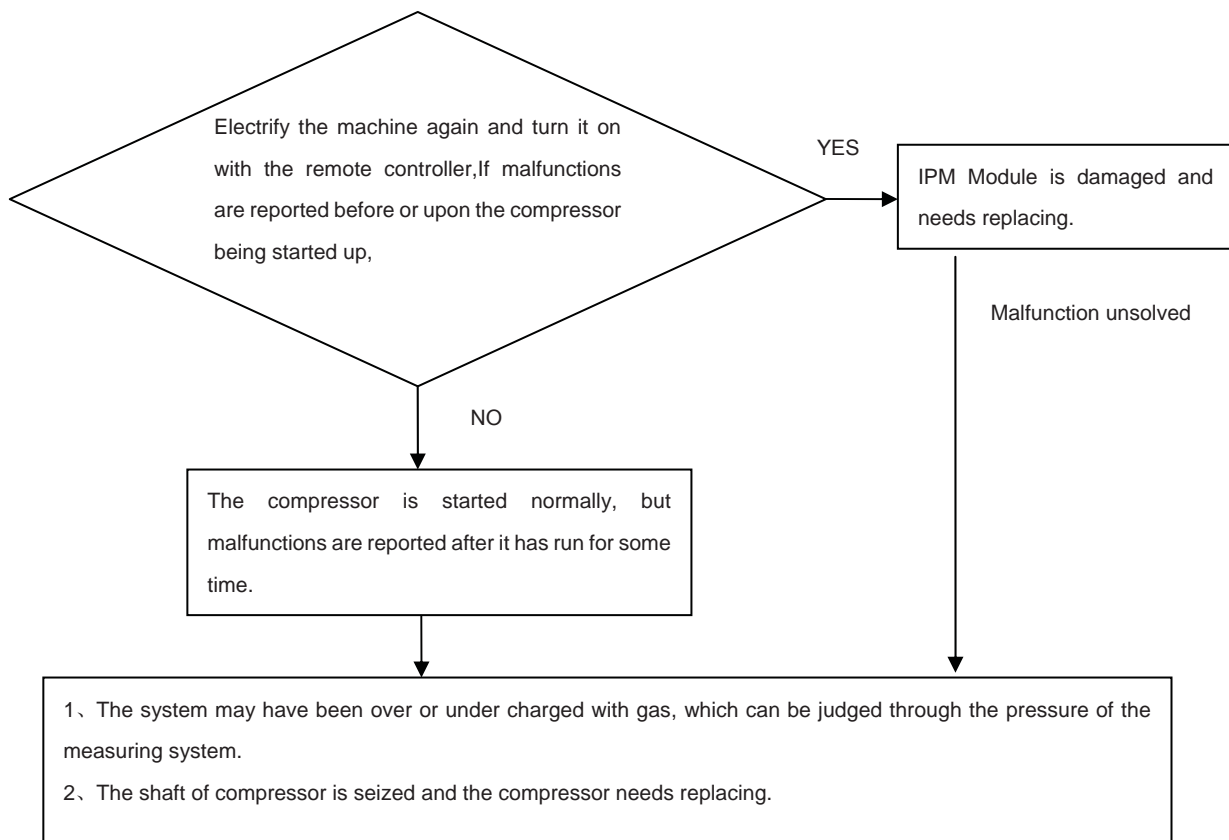 Electrify the machine again and turn it on
with the remote controller,If malfunctions
are reported before or upon the compressor
being started up,
YES
IPM Module is damaged and
needs replacing.
Malfunction unsolved
NO
The compressor is started normally, but
malfunctions are reported after it has run for some
time.
1、The system may have been over or under charged with gas, which can be judged through the pressure of the
measuring system.
2、The shaft of compressor is seized and the compressor needs replacing.